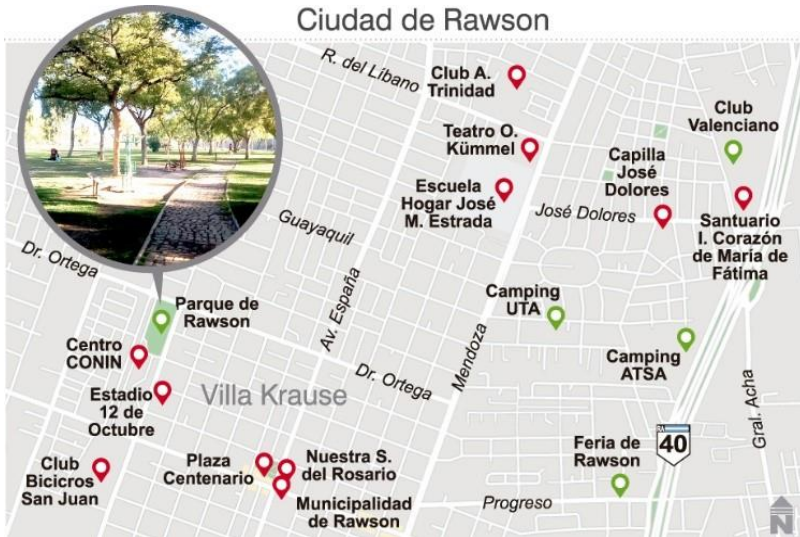 Ciudad de Rawson
R. del Líbano
Club A.
Trinidad
Club
Valenciano
Teatro O.
Kümmel
Capilla
José
Dolores
Escuela
Hogar José
M. Estrada
José Dolores
Santuario
I. Corazón
de María de
Fátima
Guayaquil
Dr. Ortega
Parque de
Rawson
Av. España
Camping
UTA
Mendoza
Centro
CONIN
Camping
ATSA
Dr. Ortega
Estadio
12 de
Octubre
Villa Krause
Gral. Acha
Feria de
Rawson
RN
40
Club
Bicicros
San Juan
Plaza
Centenario
Nuestra S.
del Rosario
Municipalidad
de Rawson
Progreso
N